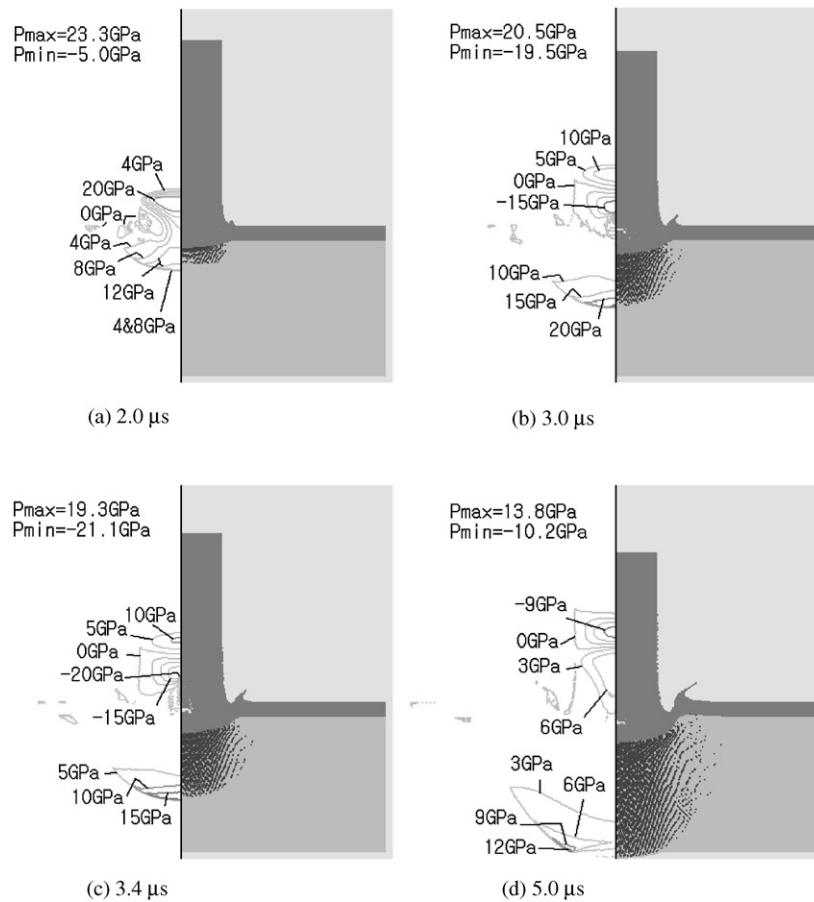 Pmax=23.3GPa
Pmin=-5.0GPa
4GPa
20GPa
0GPa
4GPa
8GPa
12GPa
4&8GPa
(a) 2.0 μs
Pmax=20.5GPa
Pmin=-19.5GPa
10GPa
5GPa
0GPa
-15GPa
10GPa
15GPa
20GPa
(b) 3.0 μs
Pmax=19.3GPa
Pmin=-21.1GPa
10GPa
5GPa
0GPa
-20GPa
-15GPa
5GPa
10GPa
15GPa
(c) 3.4 μs
Pmax=13.8GPa
Pmin=-10.2GPa
-9GPa
0GPa
3GPa
6GPa
3GPa
6GPa
9GPa
12GPa
(d) 5.0 μs